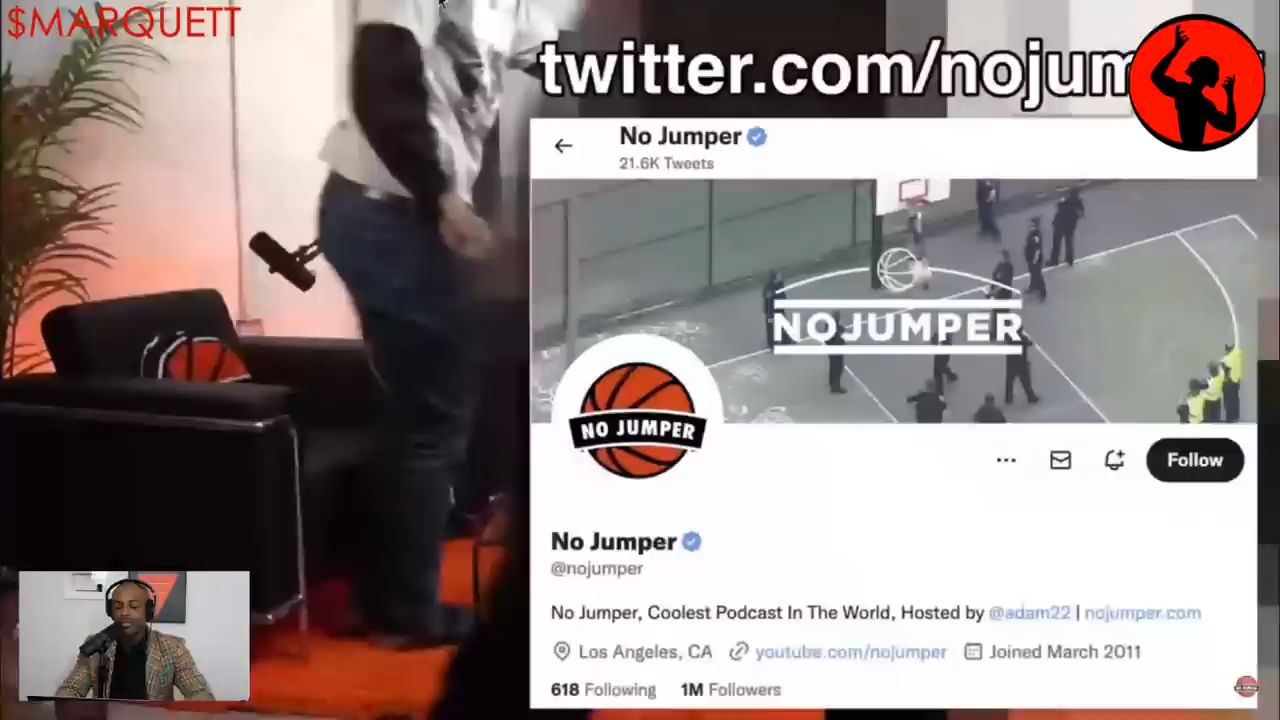 $MARQUETT
twitter.com/nojum
No Jumper
21.6K Tweets
NOJUMPER
NO JUMPER
Follow
No Jumper
@nojumper
No Jumper, Coolest Podcast In The World, Hosted by @adam22 | nojumper.com
Los Angeles, CA youtube.com/nojumper Joined March 2011
618 Following 1M Followers